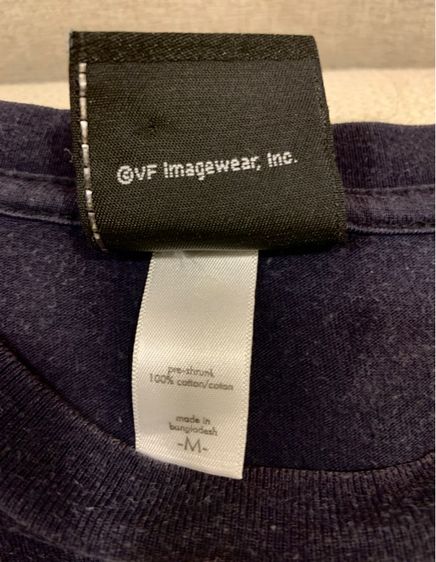 ©VF Imagewear, Inc.
pre-shrunk
100% cotton/coton
made in
bangladesh
-M-